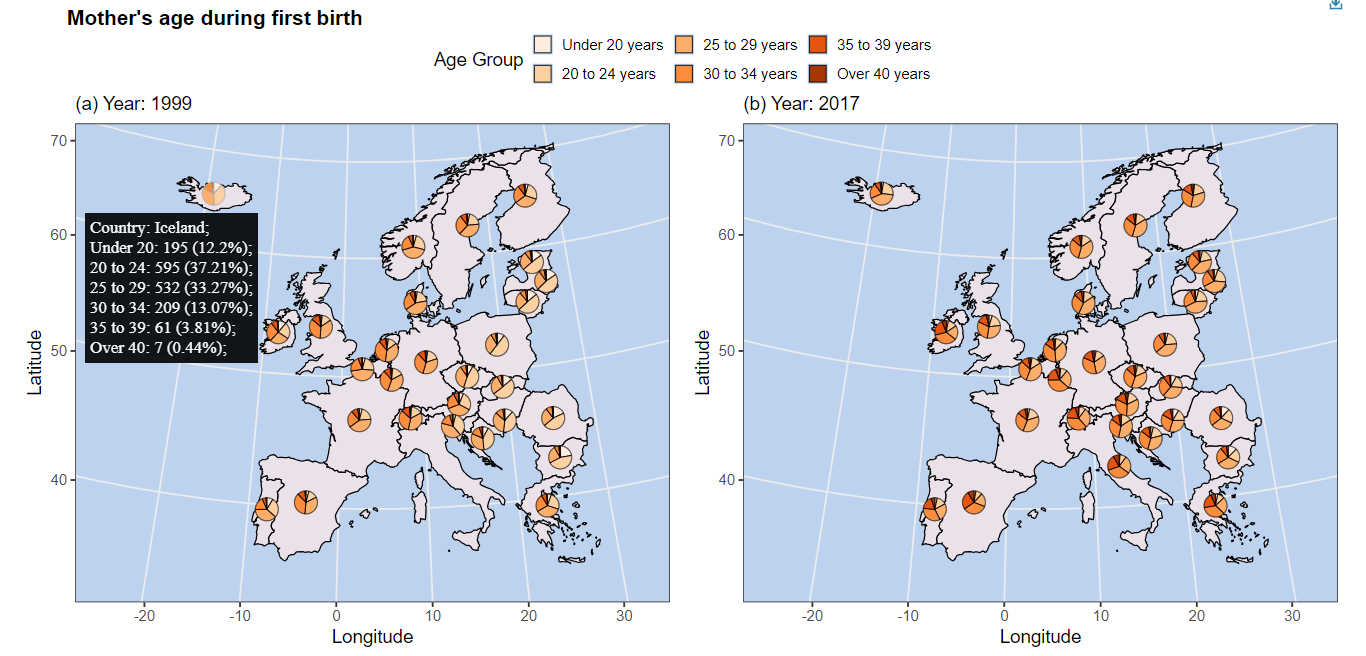 Mother's age during first birth
Age Group
Under 20 years
25 to 29 years
35 to 39 years
20 to 24 years
30 to 34 years
Over 40 years
(a) Year: 1999
(b) Year: 2017
70
60
50
40
Latitude
Country: Iceland;
Under 20: 195 (12.2%);
20 to 24: 595 (37.21%);
25 to 29: 532 (33.27%);
30 to 34: 209 (13.07%);
35 to 39: 61 (3.81%);
Over 40: 7 (0.44%);
-20 -10 0 10 20 30
Longitude
70
60
50
40
Latitude
-20 -10 0 10 20 30
Longitude